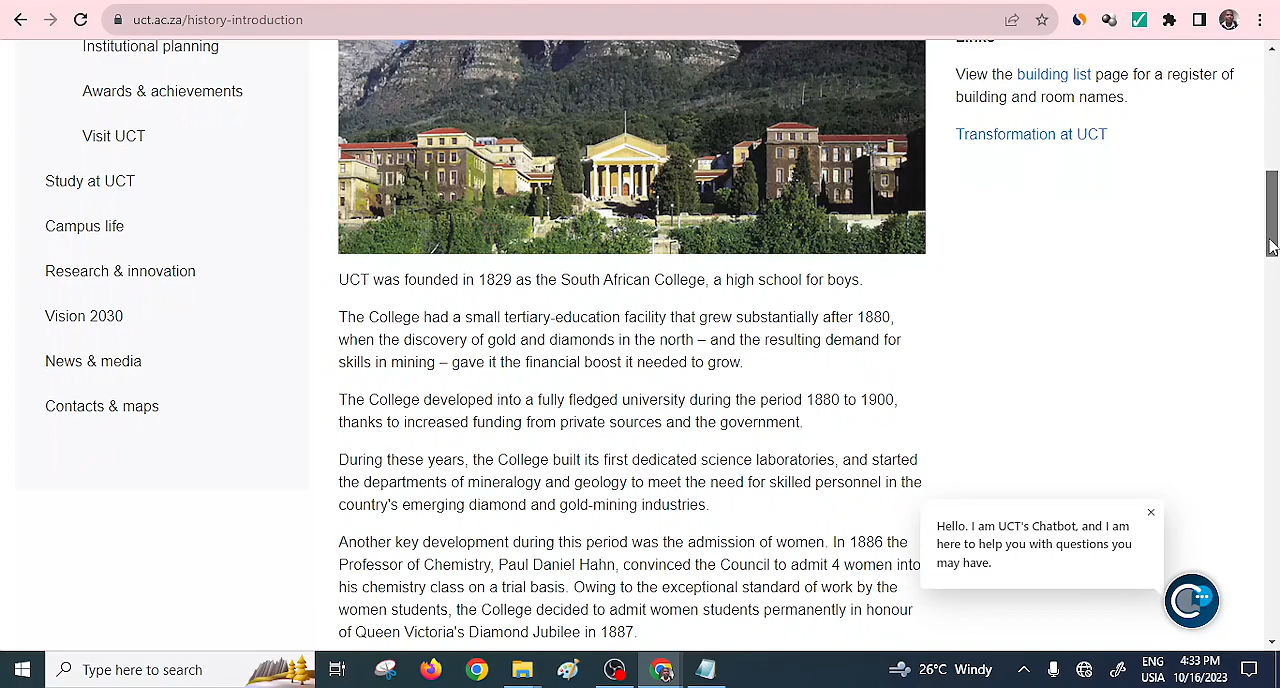 uct.ac.za/history-introduction
Institutional planning
Awards & achievements
Visit UCT
Study at UCT
Campus life
Research & innovation
Vision 2030
News & media
Contacts & maps
UCT was founded in 1829 as the South African College, a high school for boys.
The College had a small tertiary-education facility that grew substantially after 1880,
when the discovery of gold and diamonds in the north – and the resulting demand for
skills in mining – gave it the financial boost it needed to grow.
The College developed into a fully fledged university during the period 1880 to 1900,
thanks to increased funding from private sources and the government.
During these years, the College built its first dedicated science laboratories, and started
the departments of mineralogy and geology to meet the need for skilled personnel in the
country's emerging diamond and gold-mining industries.
Another key development during this period was the admission of women. In 1886 the
Professor of Chemistry, Paul Daniel Hahn, convinced the Council to admit 4 women into
his chemistry class on a trial basis. Owing to the exceptional standard of work by the
women students, the College decided to admit women students permanently in honour
of Queen Victoria's Diamond Jubilee in 1887.
Links
View the building list page for a register of
building and room names.
Transformation at UCT
Hello. I am UCT's Chatbot, and I am
here to help you with questions you
may have.
Type here to search
26°C Windy
ENG
USIA
4:33 PM
10/16/2023